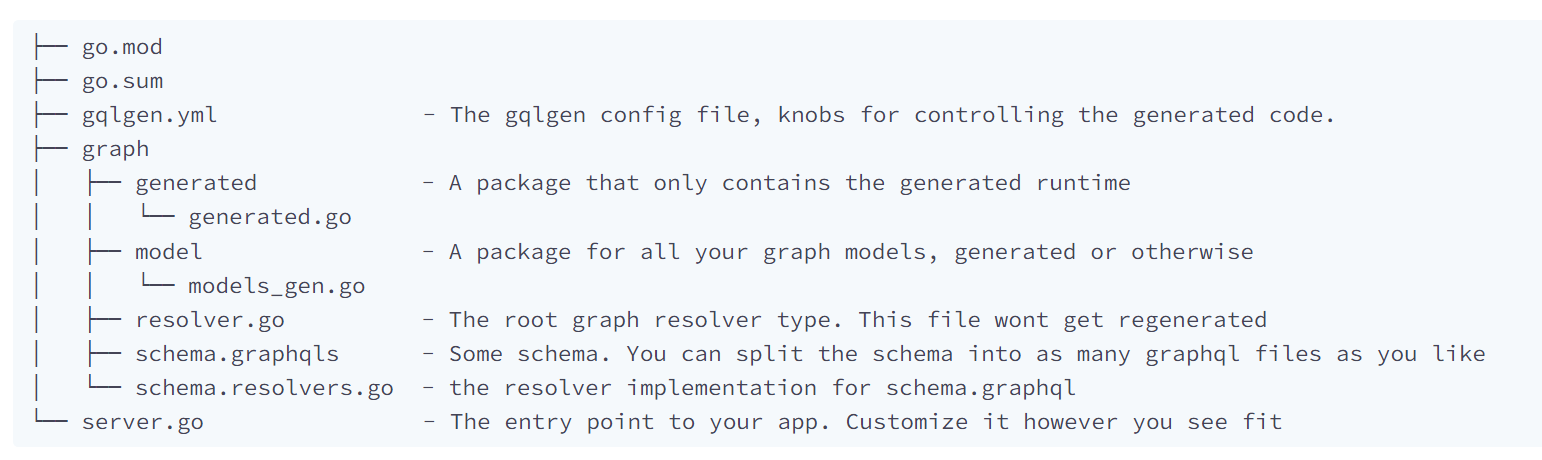 ├── go.mod
├── go.sum
├── gqlgen.yml               - The gqlgen config file, knobs for controlling the generated code.
├── graph
│   ├── generated            - A package that only contains the generated runtime
│   │   └── generated.go
│   ├── model                - A package for all your graph models, generated or otherwise
│   │   └── models_gen.go
│   ├── resolver.go          - The root graph resolver type. This file wont get regenerated
│   ├── schema.graphqls      - Some schema. You can split the schema into as many graphql files as you like
│   └── schema.resolvers.go  - the resolver implementation for schema.graphql
└── server.go                - The entry point to your app. Customize it however you see fit